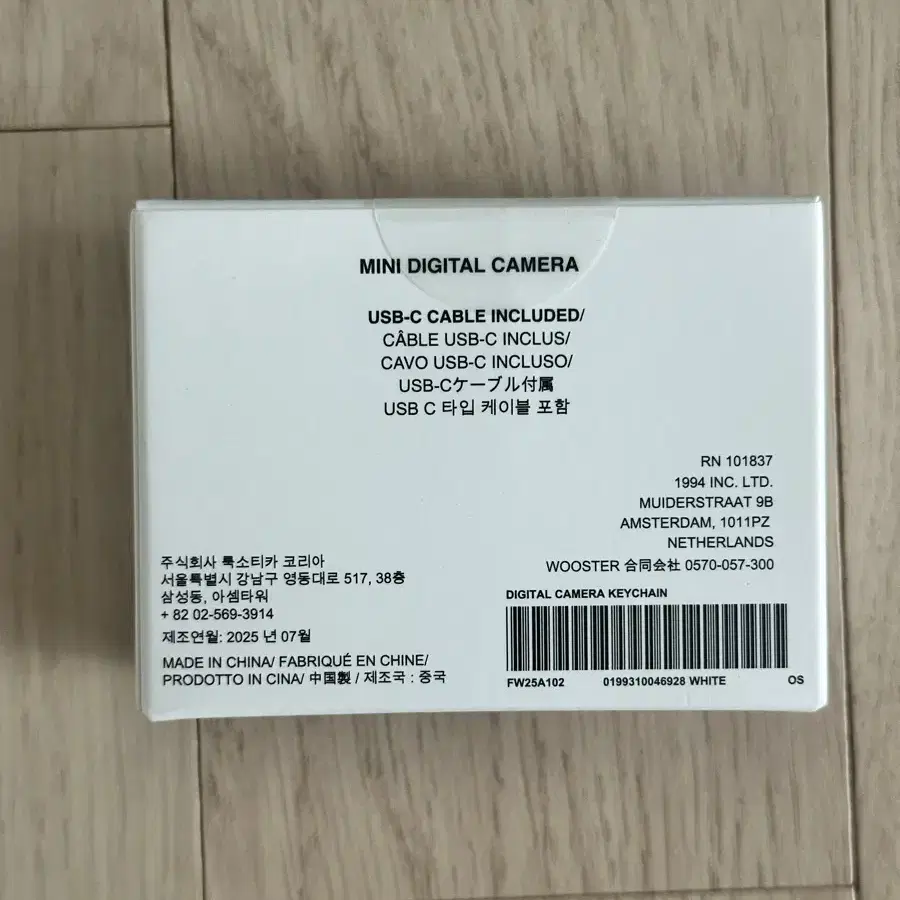 MINI DIGITAL CAMERA
USB-C CABLE INCLUDED/
CÂBLE USB-C INCLUS/
CAVO USB-C INCLUSO/
USB-Cケーブル付属
USB C 타입 케이블 포함
RN 101837
1994 INC. LTD.
MUIDERSTRAAT 9B
AMSTERDAM, 1011PZ
NETHERLANDS
WOOSTER 合同会社 0570-057-300
주식회사 룩소티카 코리아
서울특별시 강남구 영동대로 517, 38층
삼성동, 아셈타워
+ 82 02-569-3914
제조연월: 2025 년 07월
MADE IN CHINA/ FABRIQUÉ EN CHINE/
PRODOTTO IN CINA/ 中国製 / 제조국 : 중국
DIGITAL CAMERA KEYCHAIN
FW25A102 0199310046928 WHITE OS